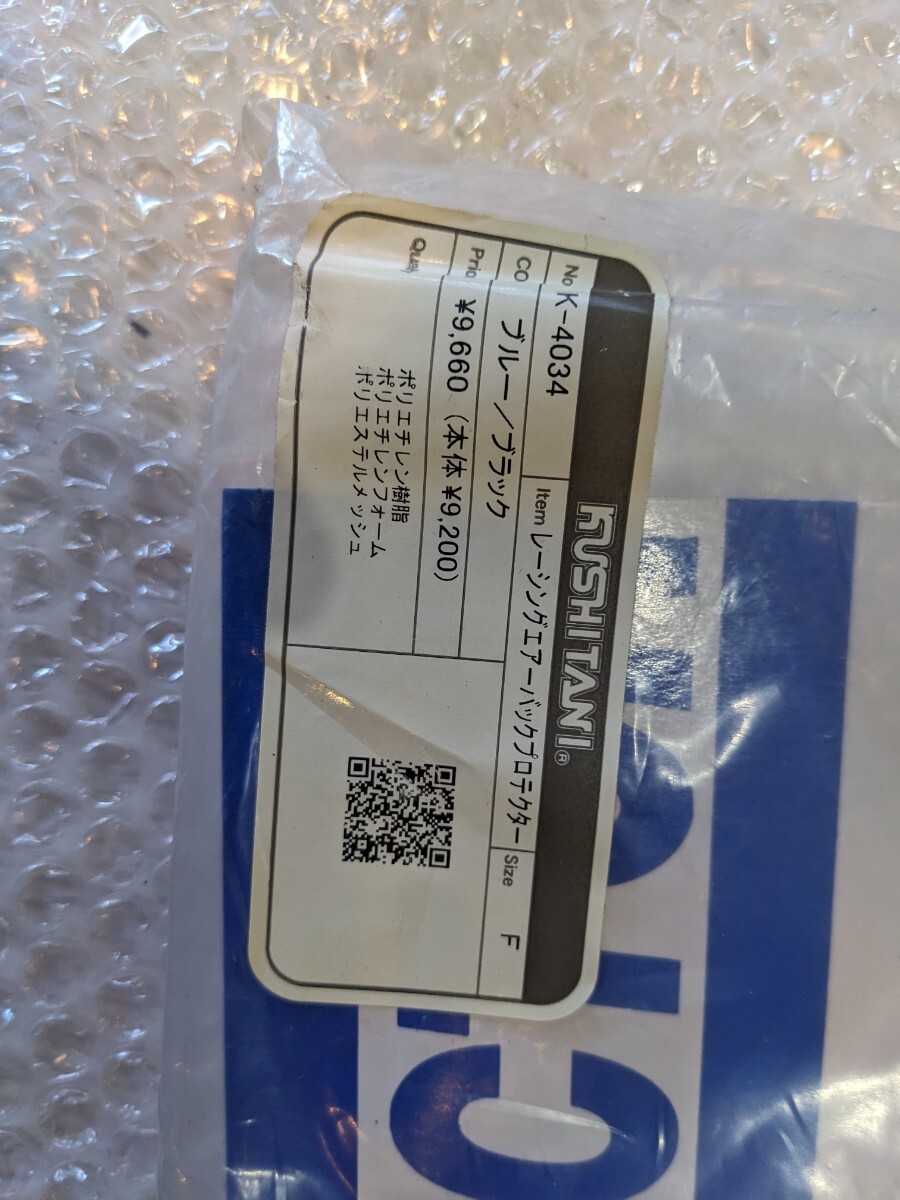 KUSHITANI®
No K-4034
Item レーシングエアーバックプロテクター
Size F
CO ブルー／ブラック
Pric ¥9,660 (本体¥9,200)
Quality
ポリエチレン樹脂
ポリエチレンフォーム
ポリエステルメッシュ